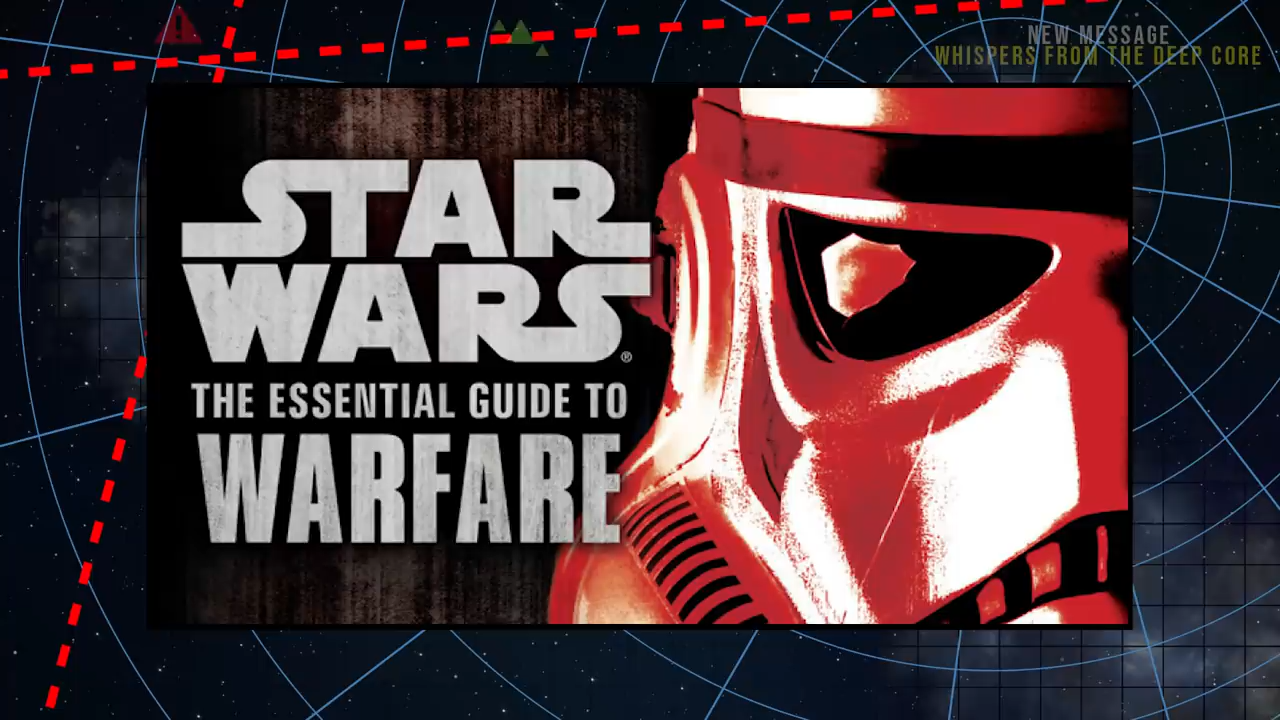 NEW MESSAGE
WHISPERS FROM THE DEEP CORE
STAR
WARS®
THE ESSENTIAL GUIDE TO
WARFARE